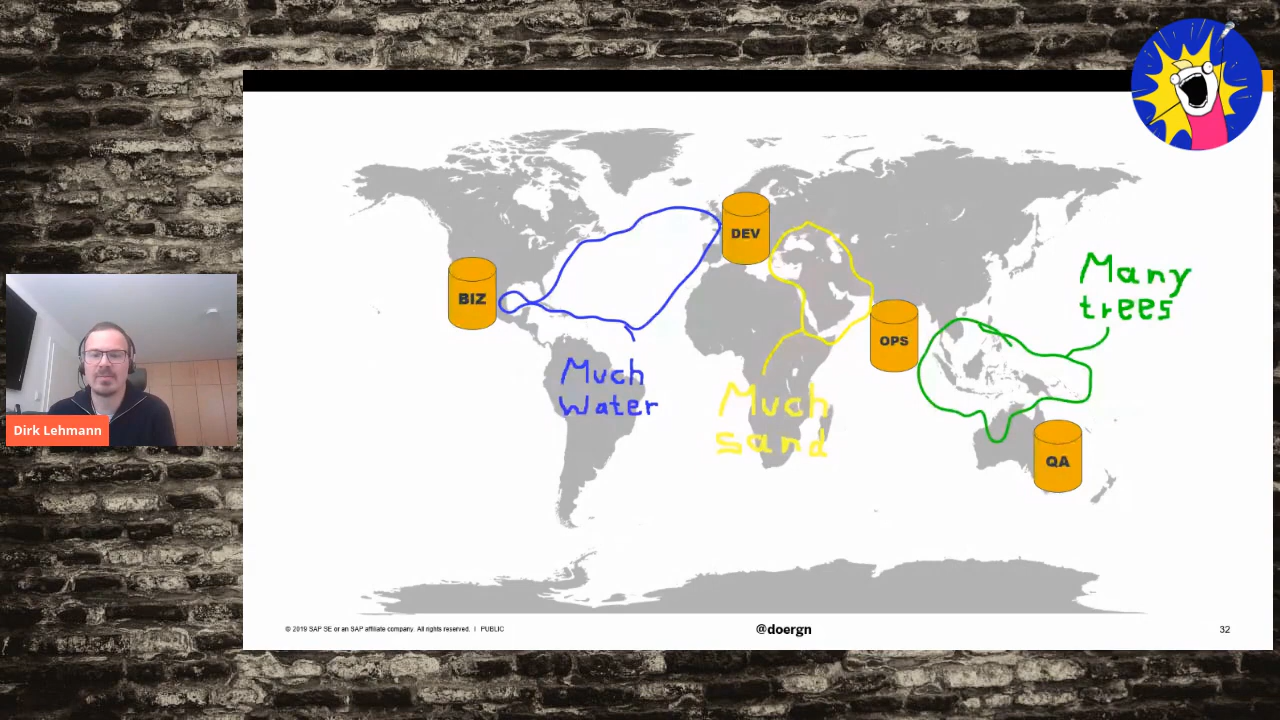 DEV
BIZ
OPS
QA
Many
trees
Much
Water
Much
sand
Dirk Lehmann
© 2019 SAP SE or an SAP affiliate company. All rights reserved. I PUBLIC
@doergn
32